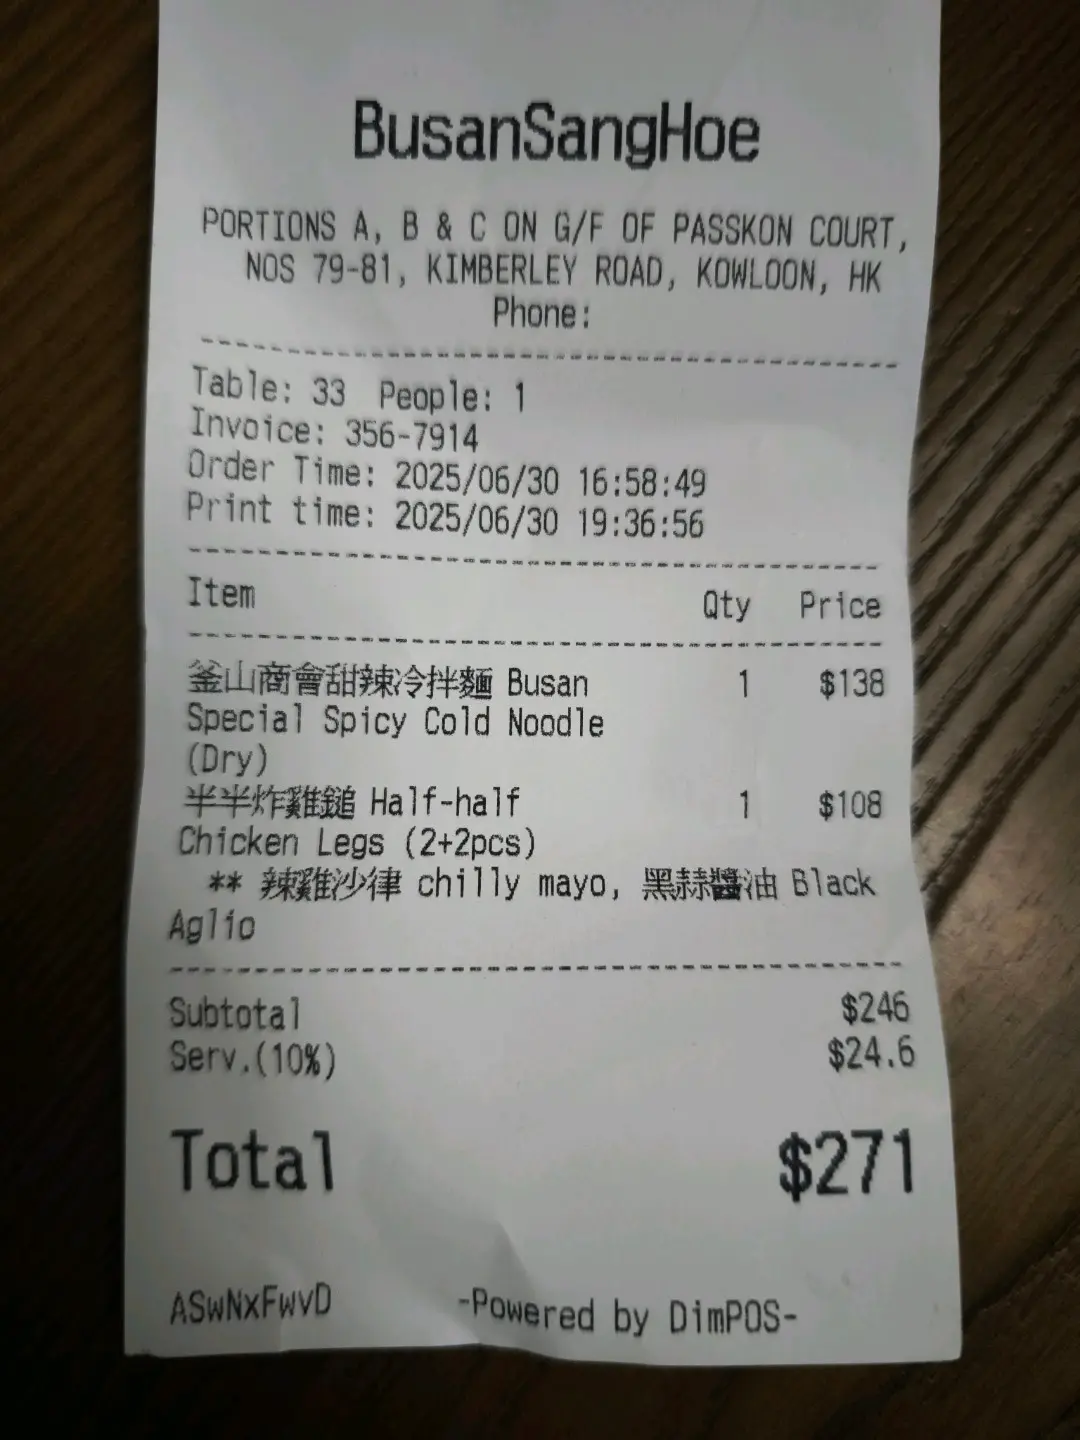 BusanSangHoe
PORTIONS A, B & C ON G/F OF PASSKON COURT,
NOS 79-81, KIMBERLEY ROAD, KOWLOON, HK
Phone:
Table: 33 People: 1
Invoice: 356-7914
Order Time: 2025/06/30 16:58:49
Print time: 2025/06/30 19:36:56
Item Qty Price
釜山商會甜辣冷拌麵 Busan 1 $138
Special Spicy Cold Noodle
(Dry)
半半炸雞鎚 Half-half 1 $108
Chicken Legs (2+2pcs)
** 辣雞沙律 chilly mayo, 黑蒜醬油 Black
Aglio
Subtotal $246
Serv.(10%) $24.6
Total $271
ASwNxFwvD -Powered by DimPOS-